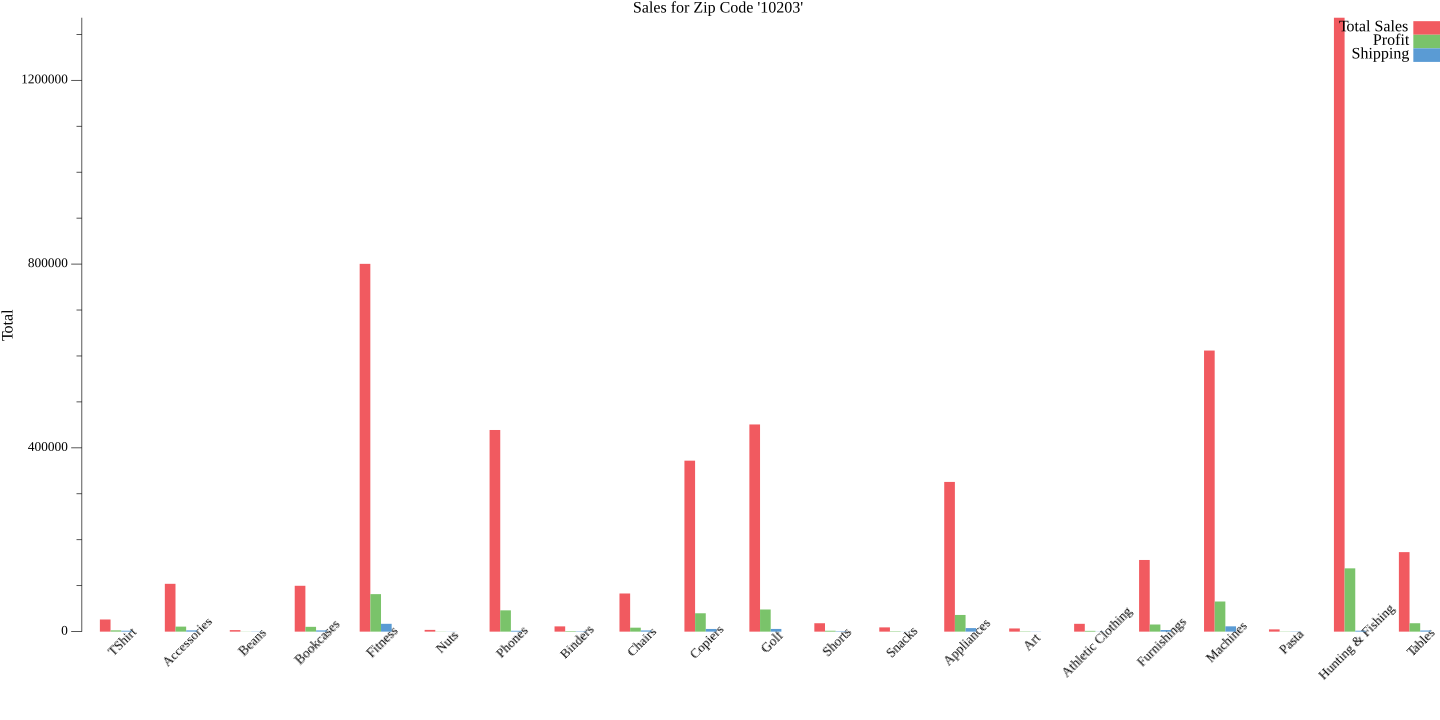 Sales for Zip Code '10203'
Total Sales
Profit
Shipping
1200000
800000
400000
0
Total
TShirt
Accessories
Beans
Bookcases
Fitness
Nuts
Phones
Binders
Chairs
Copiers
Golf
Shorts
Snacks
Appliances
Art
Athletic Clothing
Furnishings
Machines
Pasta
Hunting & Fishing
Tables